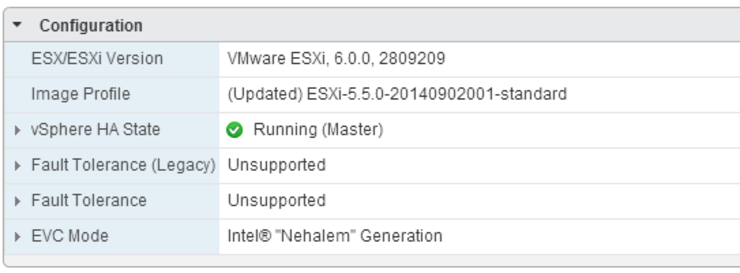 Configuration
ESX/ESXi Version VMware ESXi, 6.0.0, 2809209
Image Profile (Updated) ESXi-5.5.0-20140902001-standard
vSphere HA State Running (Master)
Fault Tolerance (Legacy) Unsupported
Fault Tolerance Unsupported
EVC Mode Intel® "Nehalem" Generation